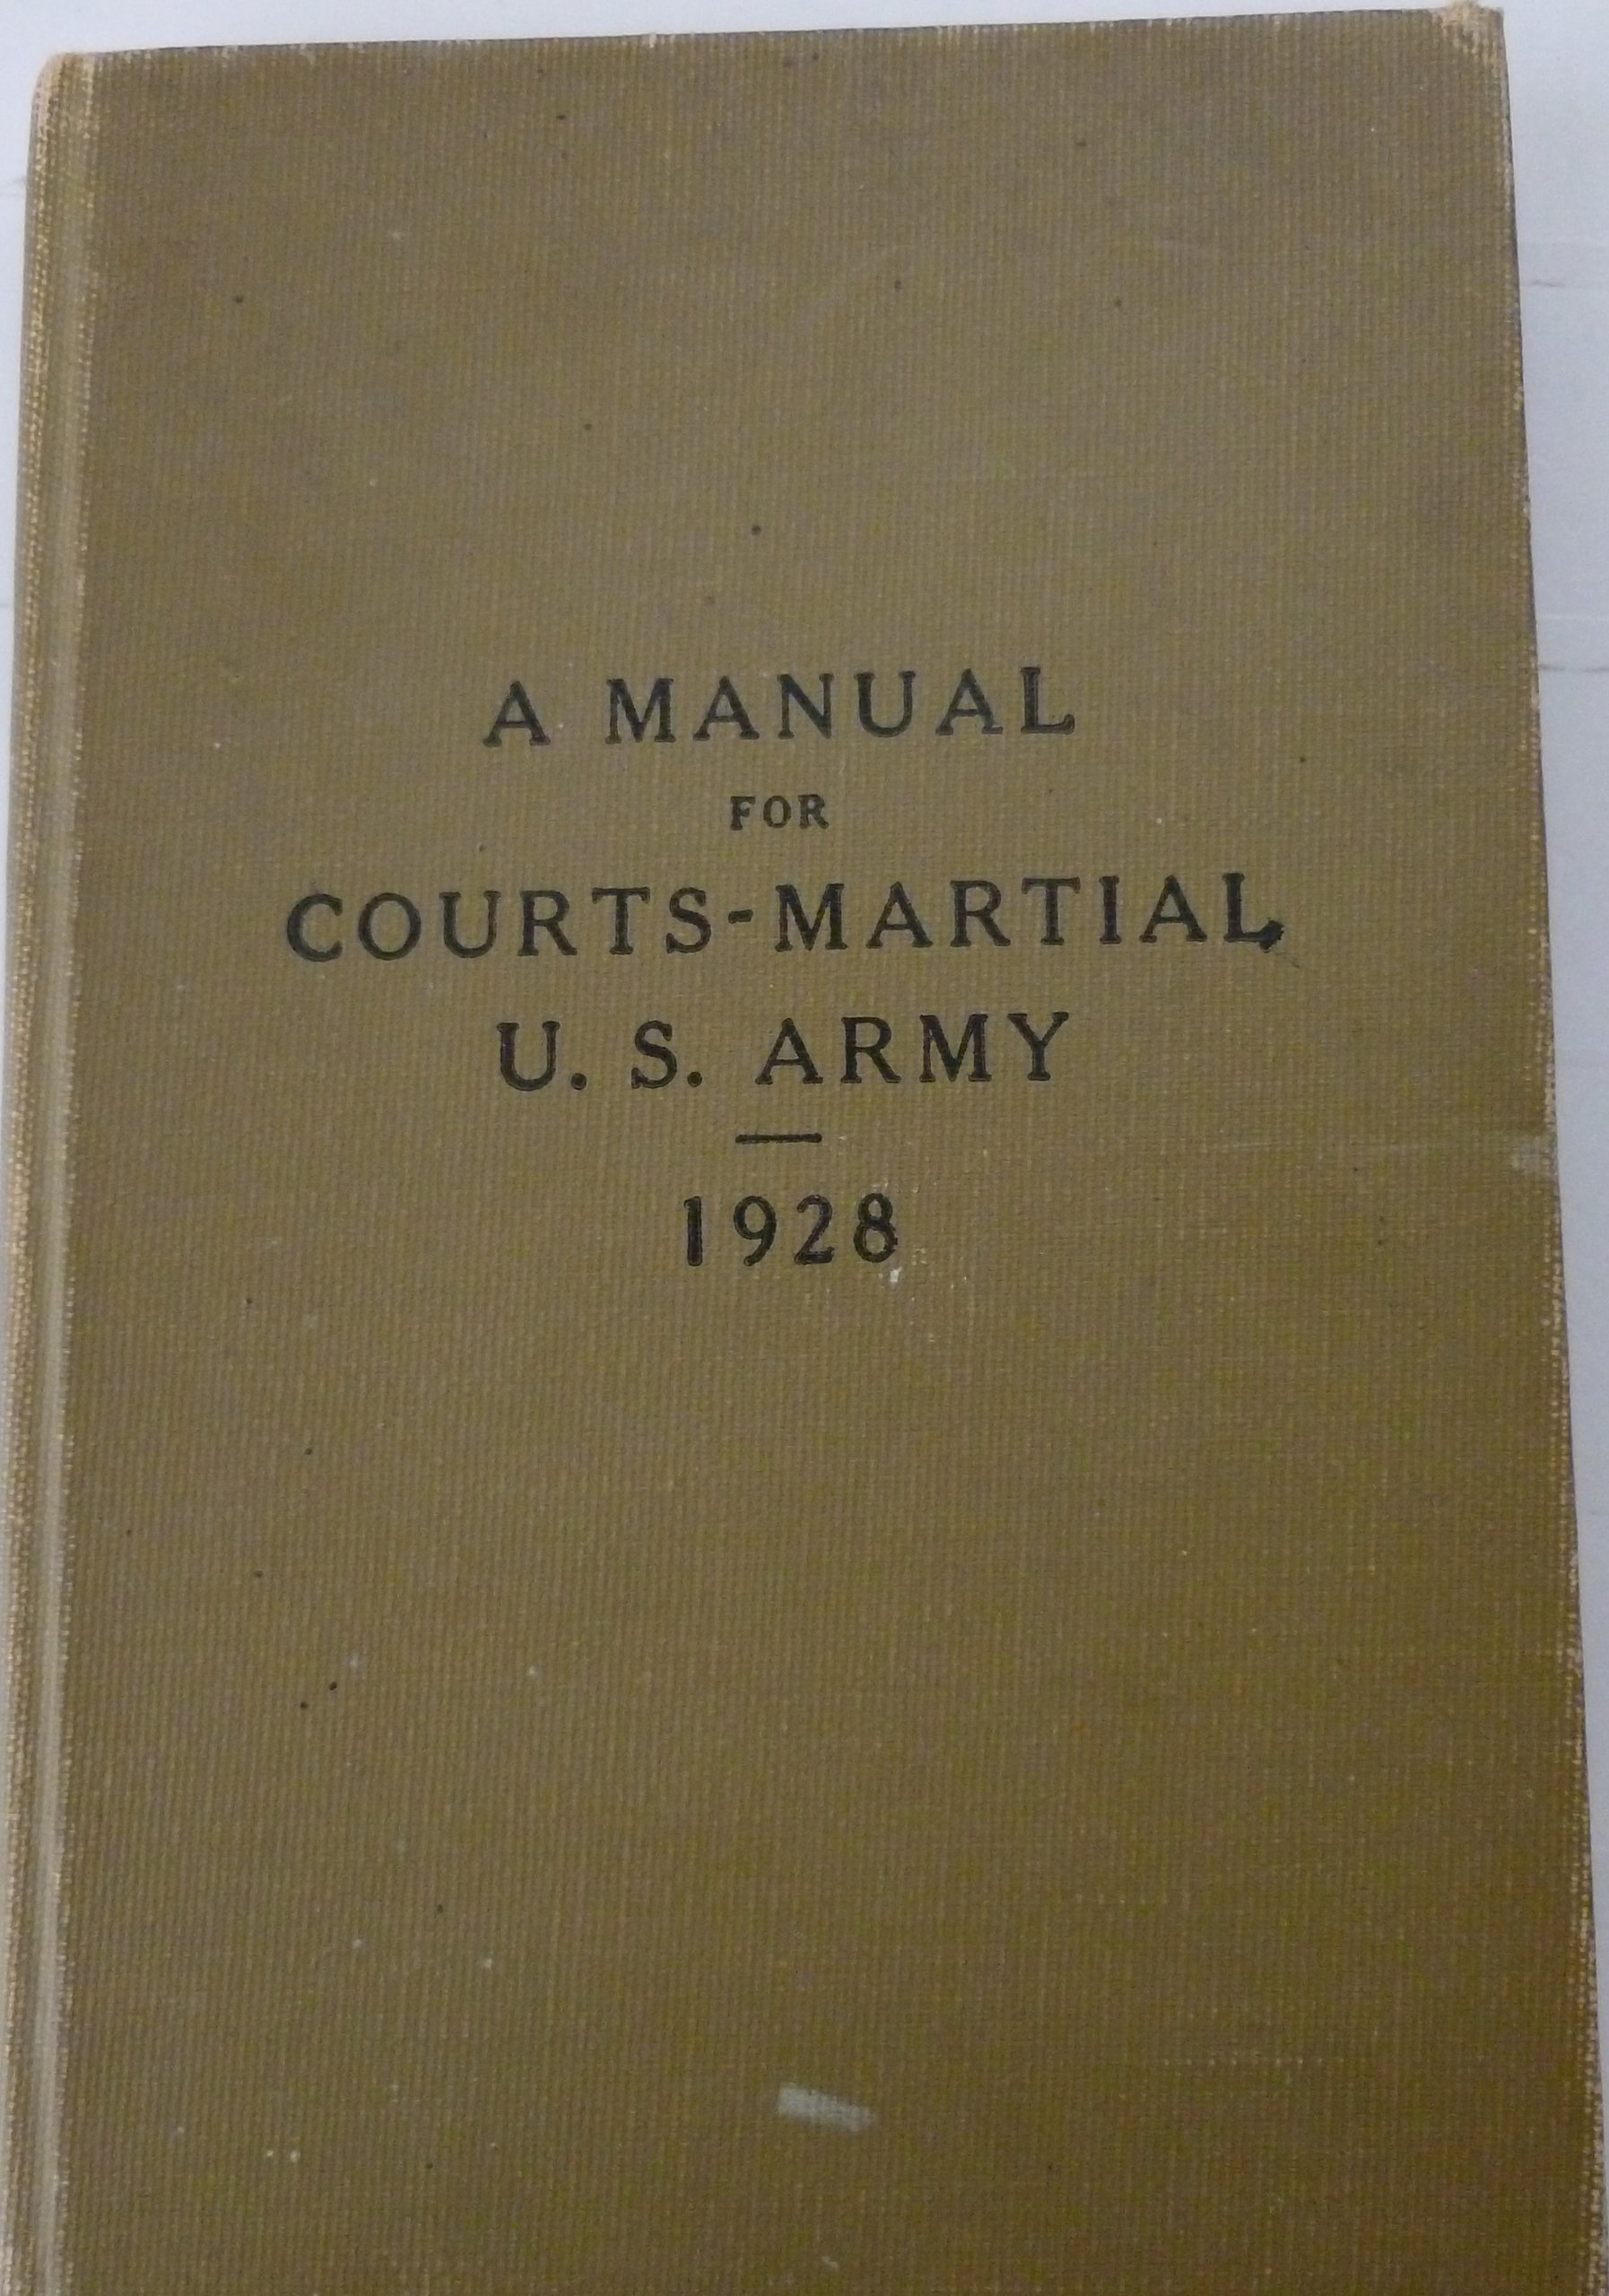 A MANUAL
FOR
COURTS-MARTIAL
U. S. ARMY
1928